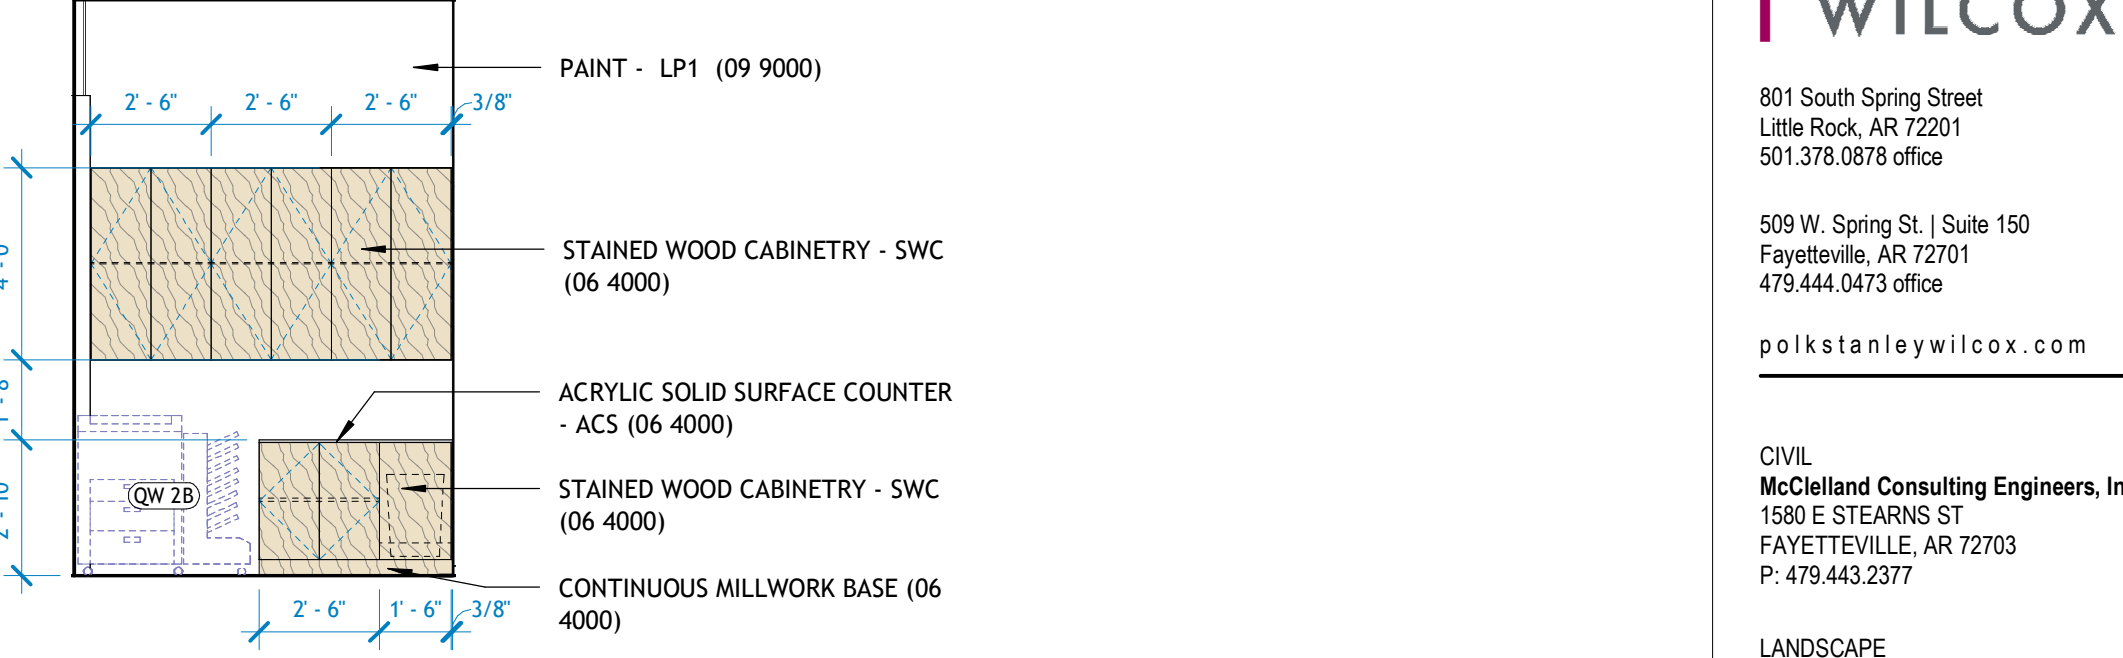 PAINT - LP1 (09 9000)
2' - 6" 2' - 6" 2' - 6" 3/8"
STAINED WOOD CABINETRY - SWC
(06 4000)
ACRYLIC SOLID SURFACE COUNTER
- ACS (06 4000)
QW 2B
STAINED WOOD CABINETRY - SWC
(06 4000)
CONTINUOUS MILLWORK BASE (06
4000)
2' - 6" 1' - 6" 3/8"
WILCOX
801 South Spring Street
Little Rock, AR 72201
501.378.0878 office
509 W. Spring St. | Suite 150
Fayetteville, AR 72701
479.444.0473 office
polkstanleywilcox.com
CIVIL
McClelland Consulting Engineers, In
1580 E STEARNS ST
FAYETTEVILLE, AR 72703
P: 479.443.2377
LANDSCAPE